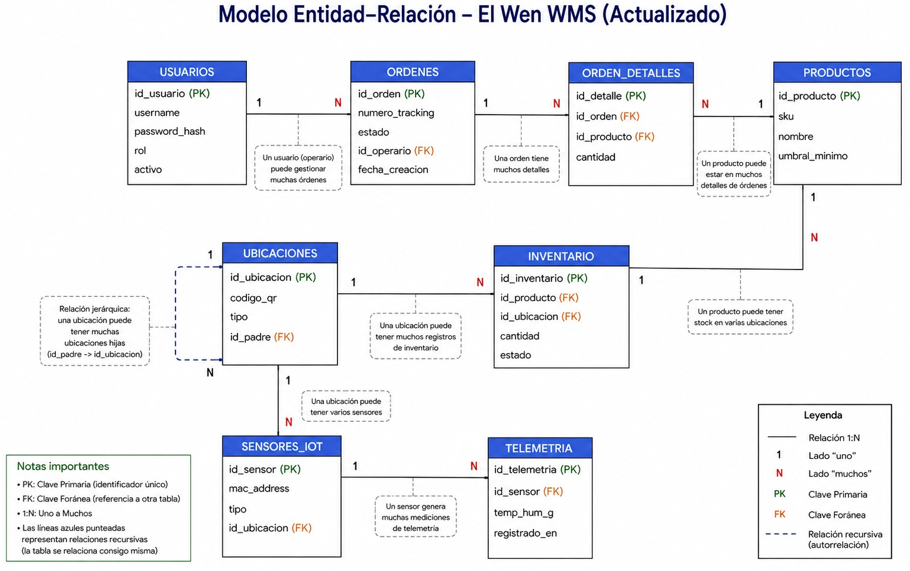 Modelo Entidad–Relación – El Wen WMS (Actualizado)
USUARIOS
id_usuario (PK)
username
password_hash
rol
activo
1
N
Un usuario (operario)
puede gestionar
muchas órdenes
ORDENES
id_orden (PK)
numero_tracking
estado
id_operario (FK)
fecha_creacion
1
N
Una orden tiene
muchos detalles
ORDEN_DETALLES
id_detalle (PK)
id_orden (FK)
id_producto (FK)
cantidad
N
1
Un producto puede
estar en muchos
detalles de órdenes
PRODUCTOS
id_producto (PK)
sku
nombre
umbral_minimo
1
N
1
Un producto puede tener
stock en varias ubicaciones
Relación jerárquica:
una ubicación puede
tener muchas
ubicaciones hijas
(id_padre -> id_ubicacion)
1
N
UBICACIONES
id_ubicacion (PK)
codigo_qr
tipo
id_padre (FK)
1
N
Una ubicación puede
tener muchos registros
de inventario
INVENTARIO
id_inventario (PK)
id_producto (FK)
id_ubicacion (FK)
cantidad
estado
1
N
Una ubicación puede
tener varios sensores
SENSORES_IOT
id_sensor (PK)
mac_address
tipo
id_ubicacion (FK)
1
N
Un sensor genera
muchas mediciones
de telemetría
TELEMETRIA
id_telemetria (PK)
id_sensor (FK)
temp_hum_g
registrado_en
Notas importantes
• PK: Clave Primaria (identificador único)
• FK: Clave Foránea (referencia a otra tabla)
• 1:N: Uno a Muchos
• Las líneas azules punteadas
representan relaciones recursivas
(la tabla se relaciona consigo misma)
Leyenda
Relación 1:N
1 Lado "uno"
N Lado "muchos"
PK Clave Primaria
FK Clave Foránea
Relación recursiva
(autorrelación)